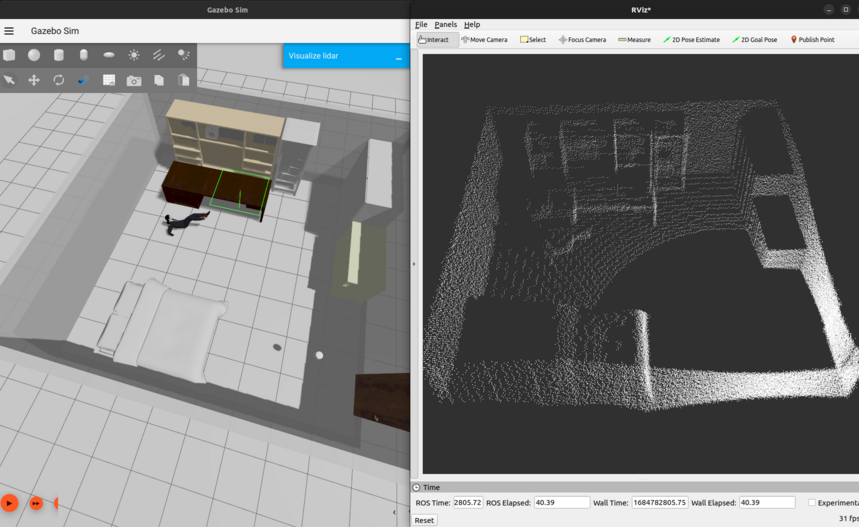 Gazebo Sim
Gazebo Sim
Visualize lidar
RViz*
File Panels Help
Interact Move Camera Select Focus Camera Measure 2D Pose Estimate 2D Goal Pose Publish Point
Time
ROS Time: 2805.72 ROS Elapsed: 40.39 Wall Time: 1684782805.75 Wall Elapsed: 40.39 Experimenta
Reset
31 fps